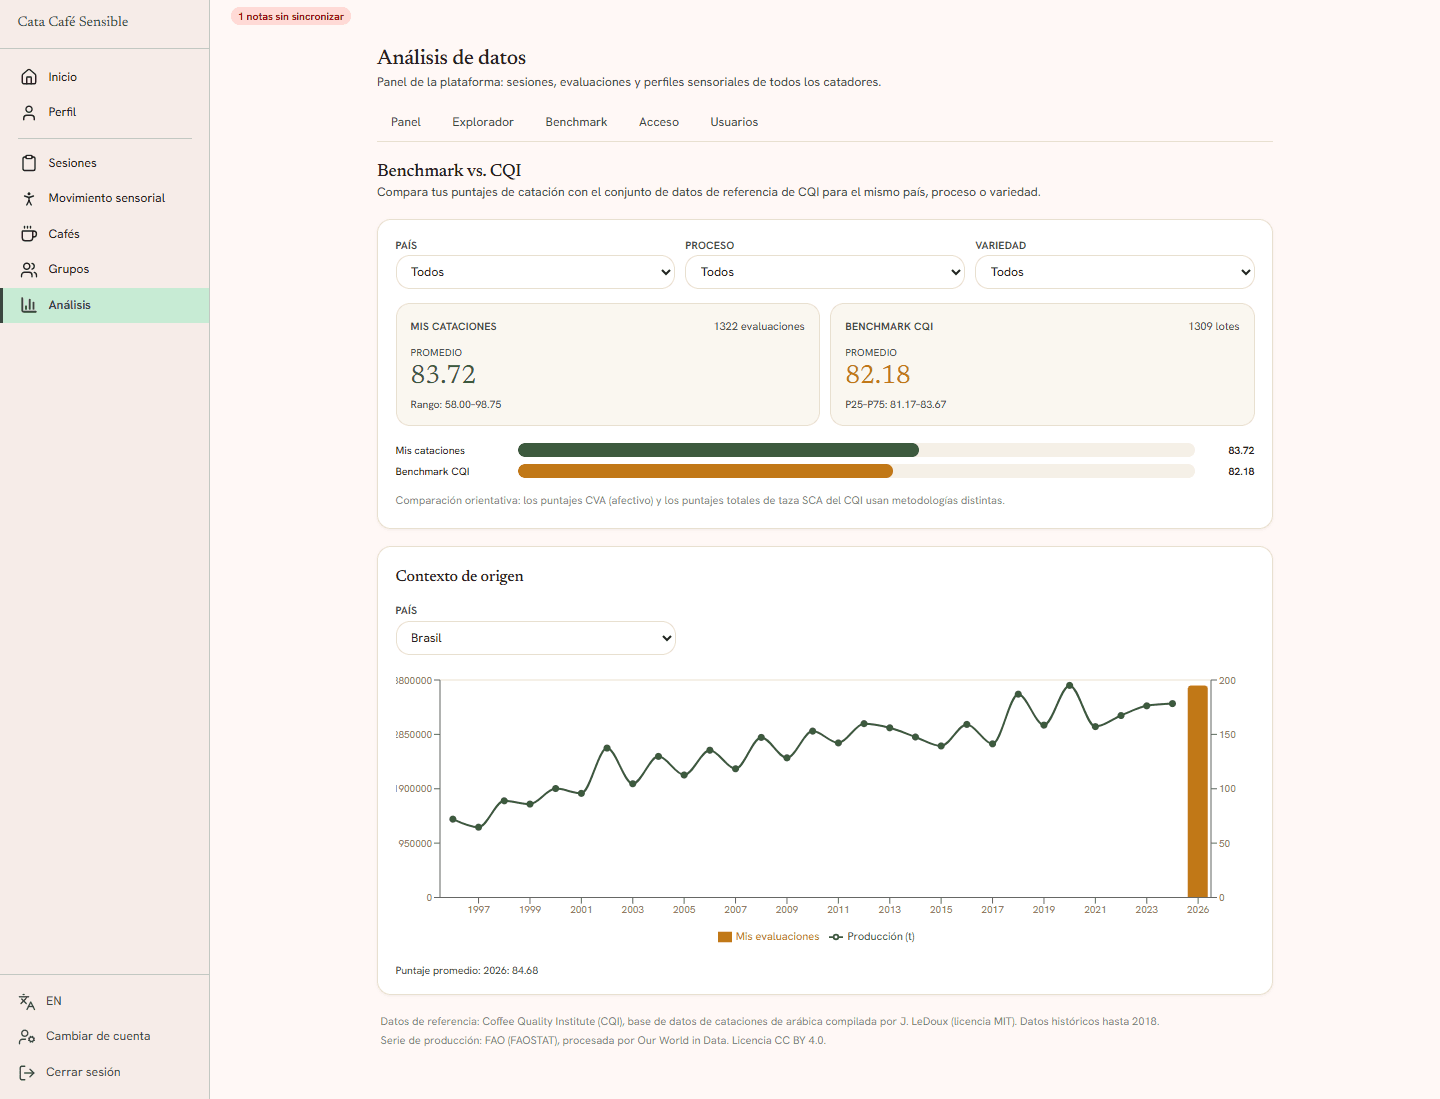 Cata Café Sensible
1 notas sin sincronizar
Inicio
Perfil
Sesiones
Movimiento sensorial
Cafés
Grupos
Análisis
EN
Cambiar de cuenta
Cerrar sesión
Análisis de datos
Panel de la plataforma: sesiones, evaluaciones y perfiles sensoriales de todos los catadores.
Panel Explorador Benchmark Acceso Usuarios
Benchmark vs. CQI
Compara tus puntajes de catación con el conjunto de datos de referencia de CQI para el mismo país, proceso o variedad.
PAÍS PROCESO VARIEDAD
Todos Todos Todos
MIS CATACIONES 1322 evaluaciones
PROMEDIO
83.72
Rango: 58.00–98.75
BENCHMARK CQI 1309 lotes
PROMEDIO
82.18
P25–P75: 81.17–83.67
Mis cataciones 83.72
Benchmark CQI 82.18
Comparación orientativa: los puntajes CVA (afectivo) y los puntajes totales de taza SCA del CQI usan metodologías distintas.
Contexto de origen
PAÍS
Brasil
3800000 200
2850000 150
1900000 100
950000 50
0 0
1997 1999 2001 2003 2005 2007 2009 2011 2013 2015 2017 2019 2021 2023 2026
Mis evaluaciones Producción (t)
Puntaje promedio: 2026: 84.68
Datos de referencia: Coffee Quality Institute (CQI), base de datos de cataciones de arábica compilada por J. LeDoux (licencia MIT). Datos históricos hasta 2018.
Serie de producción: FAO (FAOSTAT), procesada por Our World in Data. Licencia CC BY 4.0.